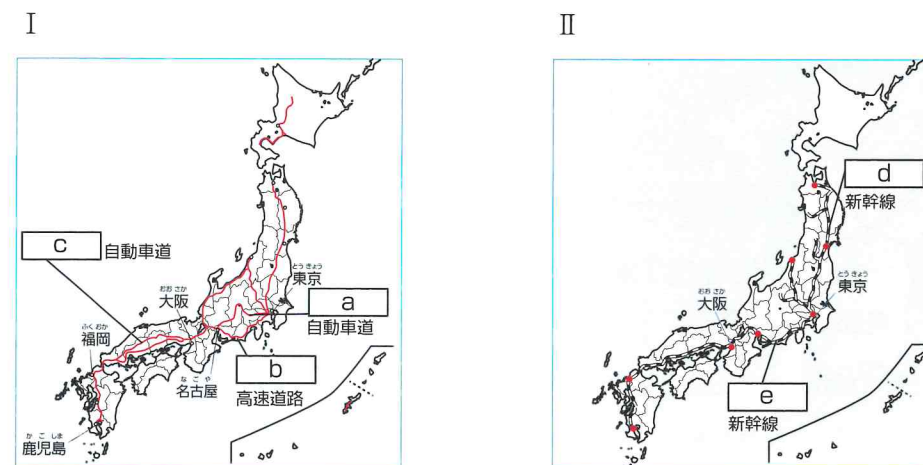 Ⅰ
Ⅱ
c 自動車道
おおさか
大阪
とうきょう
東京
a
自動車道
ふくおか
福岡
b
高速道路
なごや
名古屋
かごしま
鹿児島
d
新幹線
とうきょう
東京
おおさか
大阪
e
新幹線